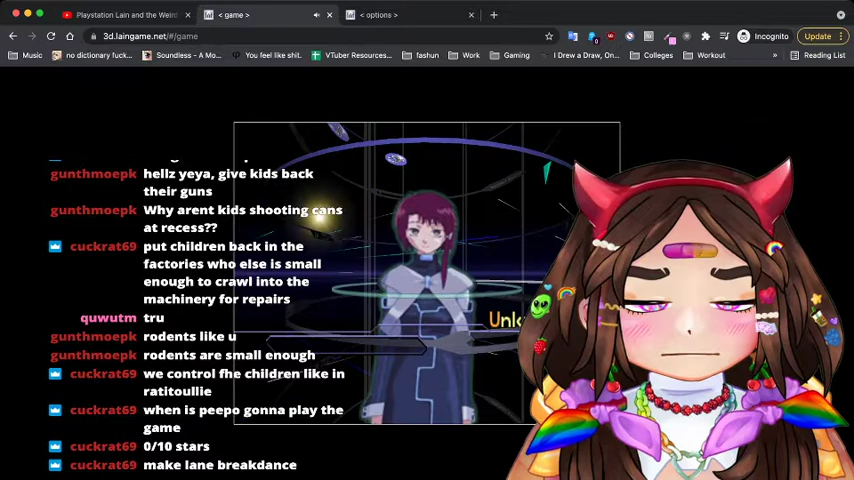 Playstation Lain and the Weird
< game >
< options >
3d.laingame.net/#/game
Incognito
Update
Music
no dictionary fuc...
Soundless - A Mo...
You feel like shit.
VTuber Resources...
fashun
Work
Gaming
I Drew a Draw, On...
Colleges
Workout
»
Reading List
gunthmoepk hellz yeya, give kids back
their guns
gunthmoepk Why arent kids shooting cans
at recess??
cuckrat69 put children back in the
factories who else is small
enough to crawl into the
machinery for repairs
quwutm tru
gunthmoepk rodents like u
gunthmoepk rodents are small enough
cuckrat69 we control fhe children like in
ratitoullie
cuckrat69 when is peepo gonna play the
game
cuckrat69 0/10 stars
cuckrat69 make lane breakdance